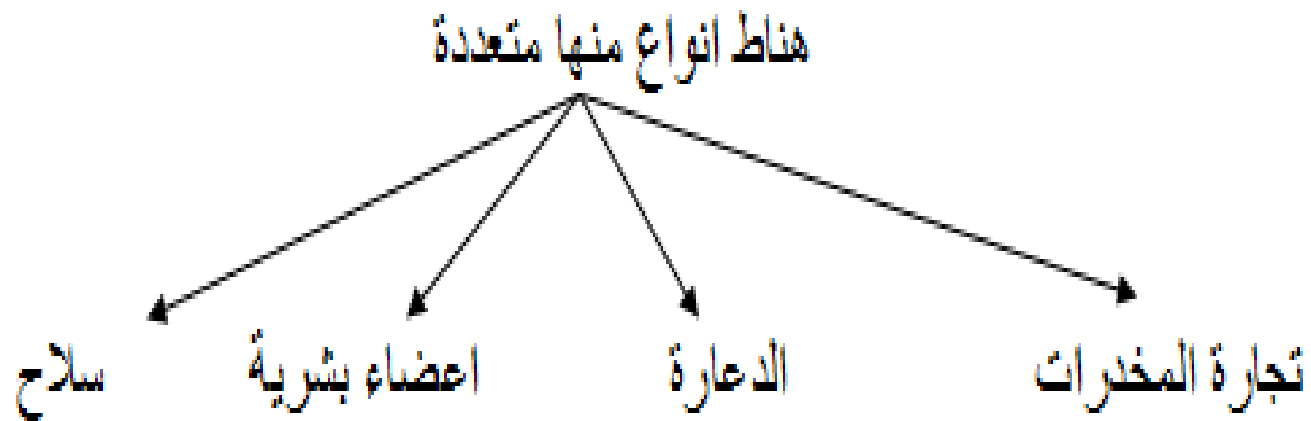 هناط انواع منها متعددة
تجارة المخدرات الدعارة اعضاء بشرية سلاح